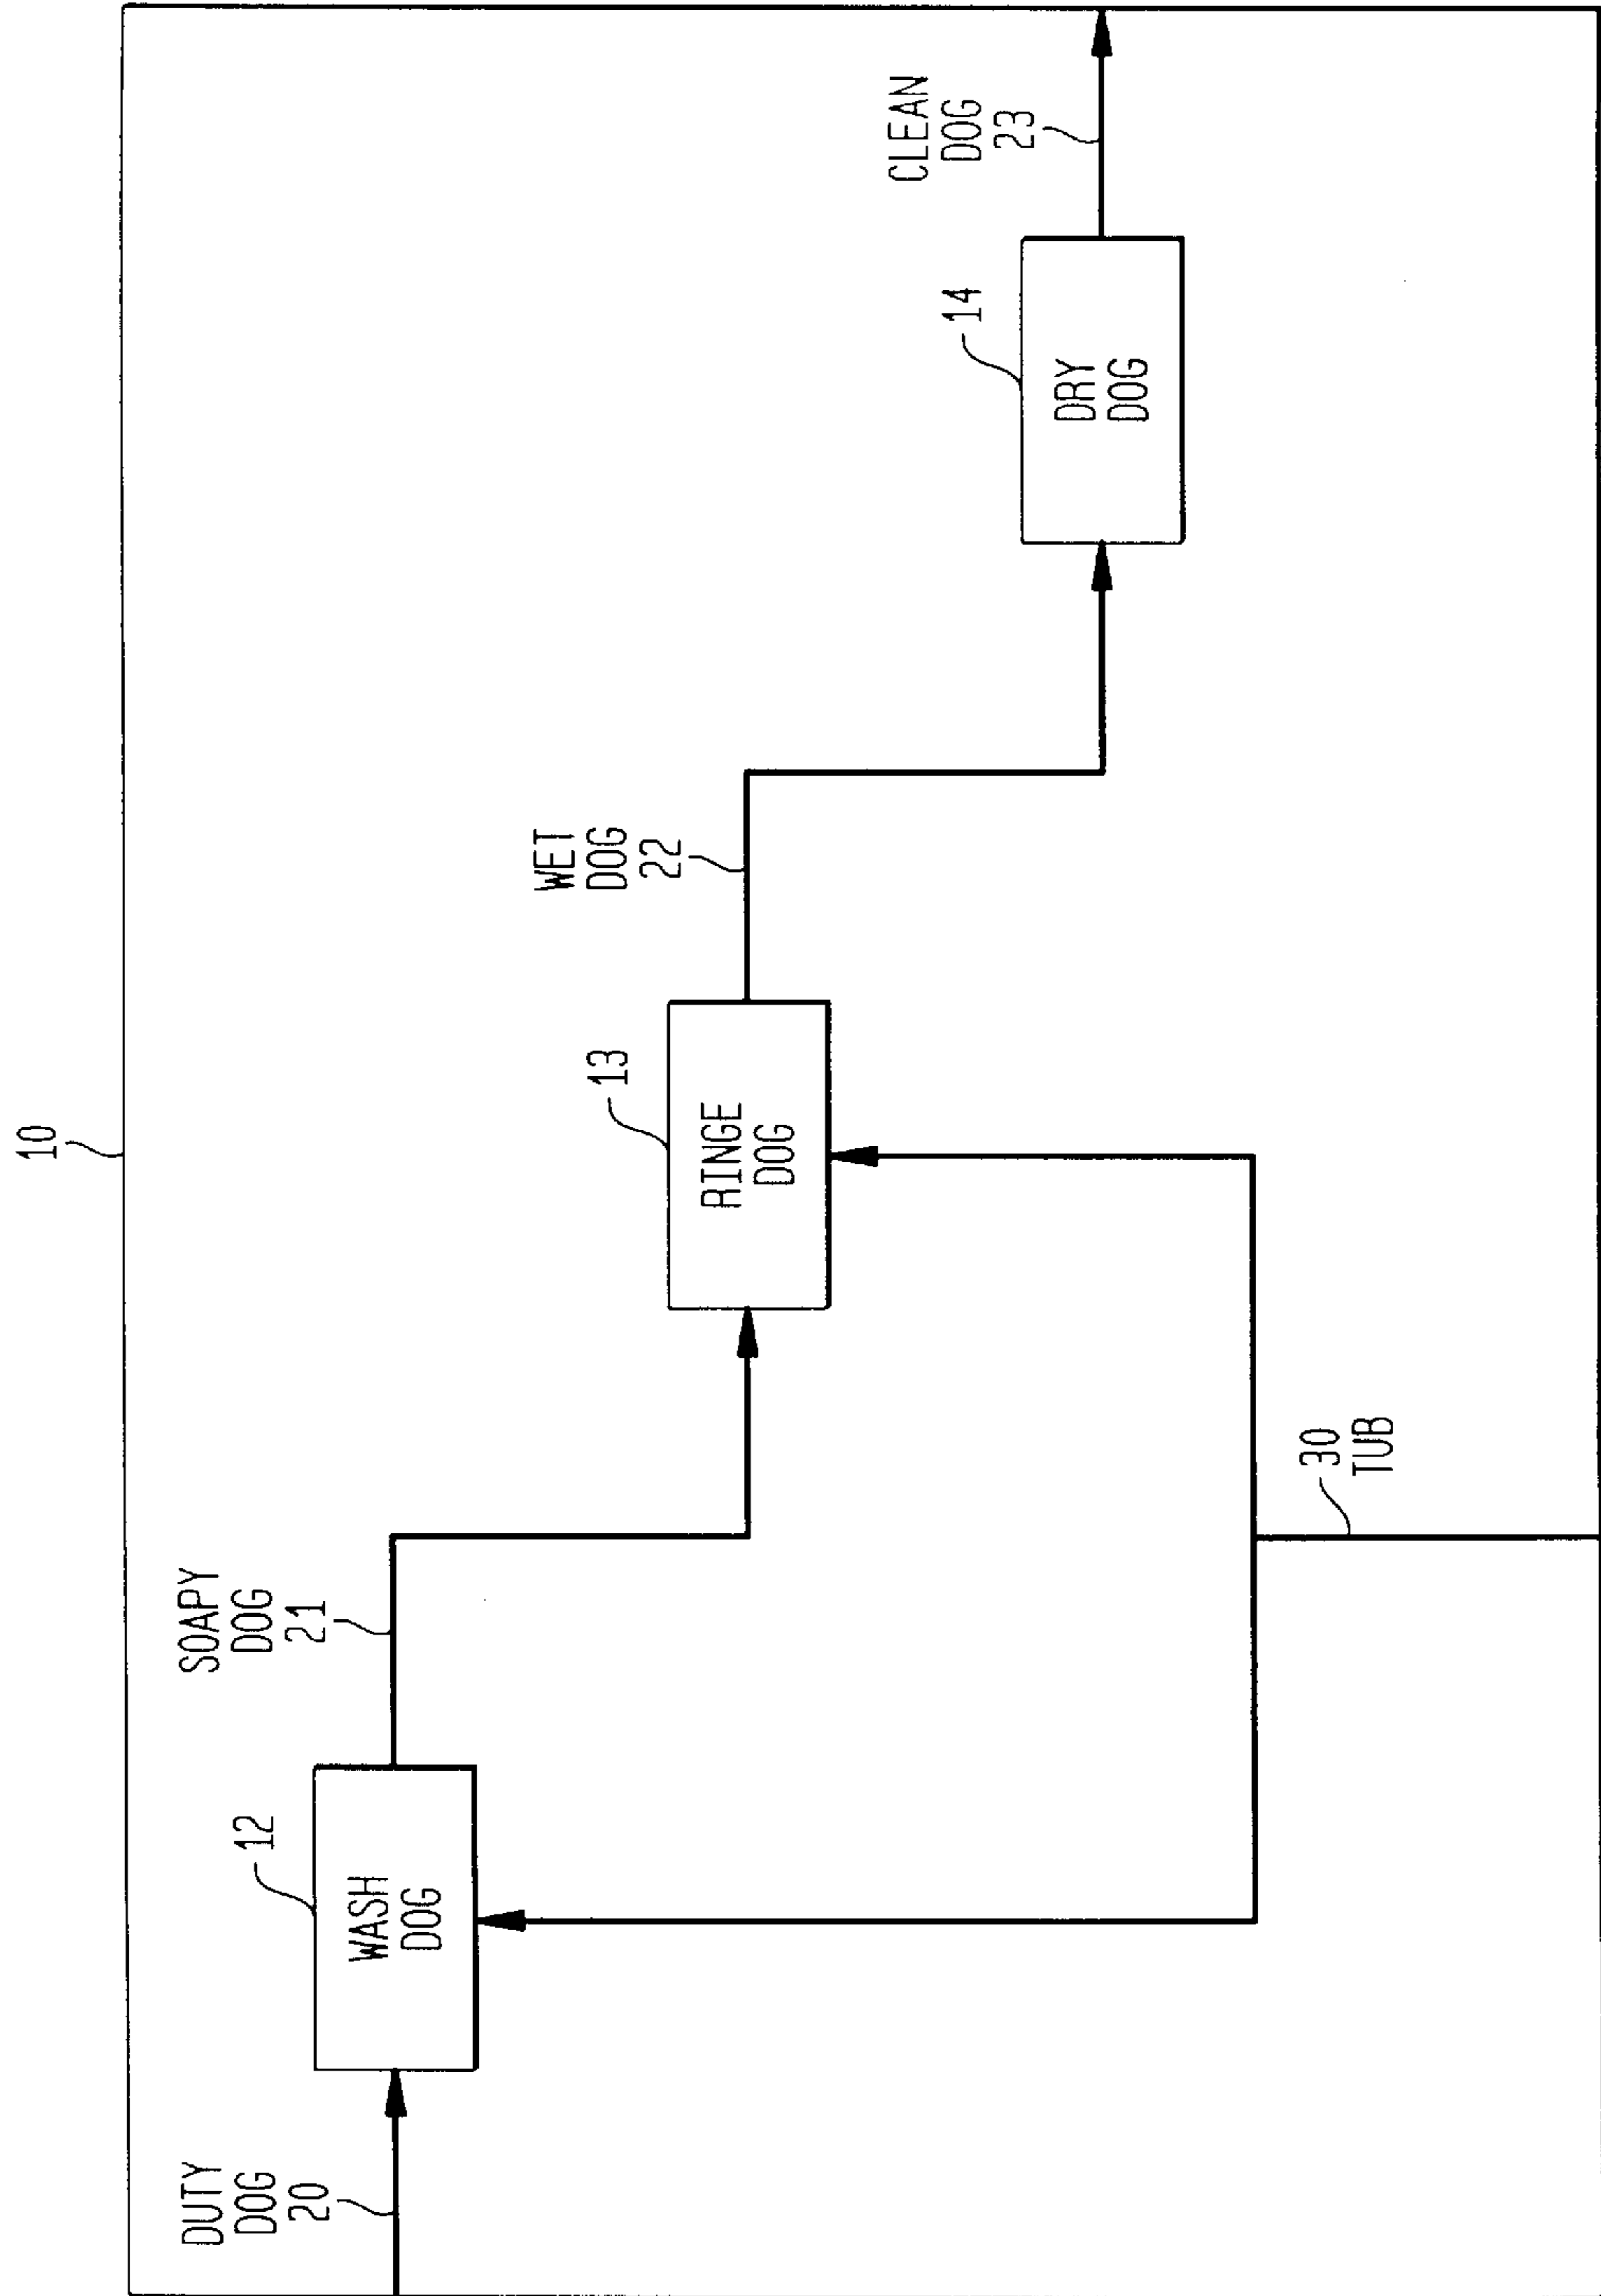 10
DUTY
DOG
20
12
WASH
DOG
SOAPY
DOG
21
13
RINGE
DOG
WET
DOG
22
14
DRY
DOG
CLEAN
DOG
23
30
TUB